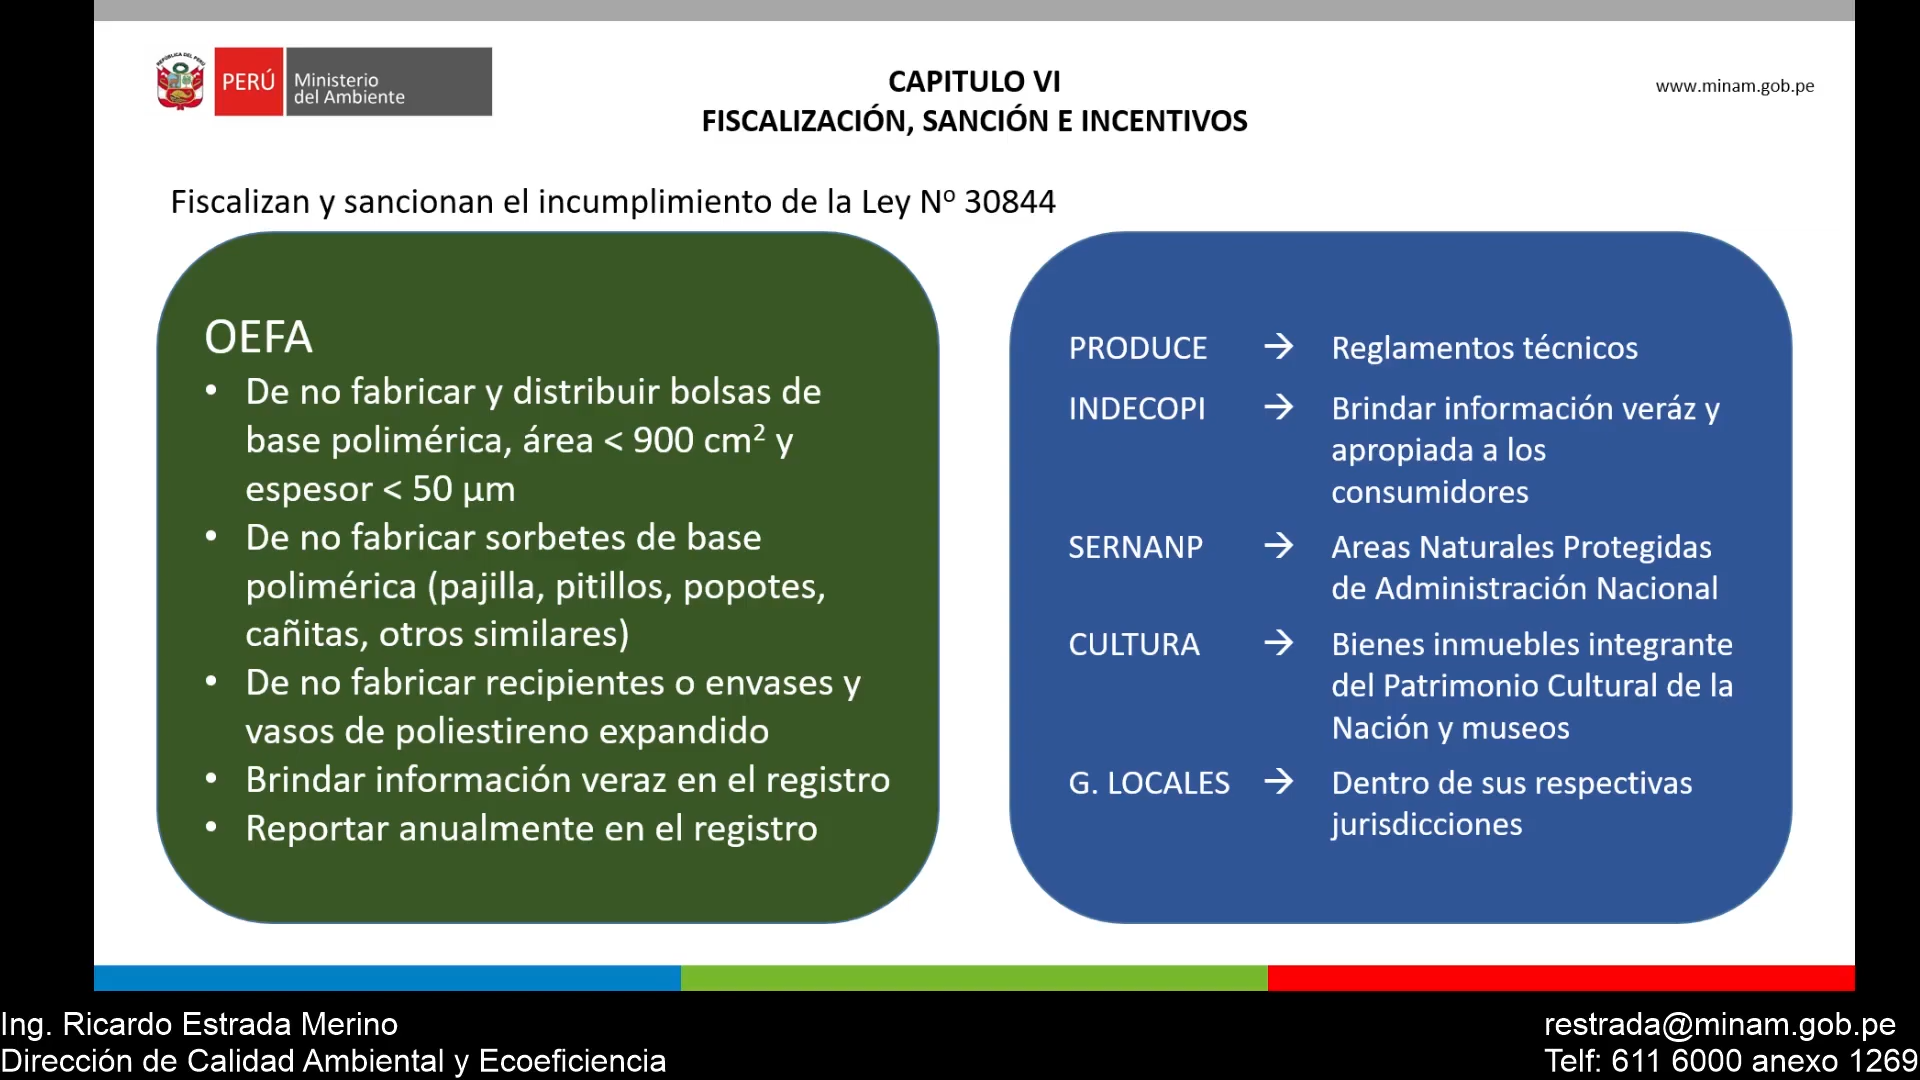 REPÚBLICA DEL PERÚ
PERÚ
Ministerio
del Ambiente
CAPITULO VI
FISCALIZACIÓN, SANCIÓN E INCENTIVOS
www.minam.gob.pe
Fiscalizan y sancionan el incumplimiento de la Ley Nº 30844
OEFA
• De no fabricar y distribuir bolsas de
base polimérica, área < 900 cm² y
espesor < 50 µm
• De no fabricar sorbetes de base
polimérica (pajilla, pitillos, popotes,
cañitas, otros similares)
• De no fabricar recipientes o envases y
vasos de poliestireno expandido
• Brindar información veraz en el registro
• Reportar anualmente en el registro
PRODUCE → Reglamentos técnicos
INDECOPI → Brindar información veráz y
apropiada a los
consumidores
SERNANP → Areas Naturales Protegidas
de Administración Nacional
CULTURA → Bienes inmuebles integrante
del Patrimonio Cultural de la
Nación y museos
G. LOCALES → Dentro de sus respectivas
jurisdicciones
Ing. Ricardo Estrada Merino
Dirección de Calidad Ambiental y Ecoeficiencia
restrada@minam.gob.pe
Telf: 611 6000 anexo 1269